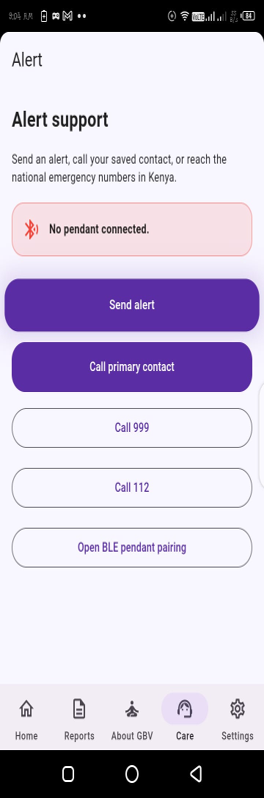 9:04 AM
84
Alert
Alert support
Send an alert, call your saved contact, or reach the
national emergency numbers in Kenya.
No pendant connected.
Send alert
Call primary contact
Call 999
Call 112
Open BLE pendant pairing
Home Reports About GBV Care Settings